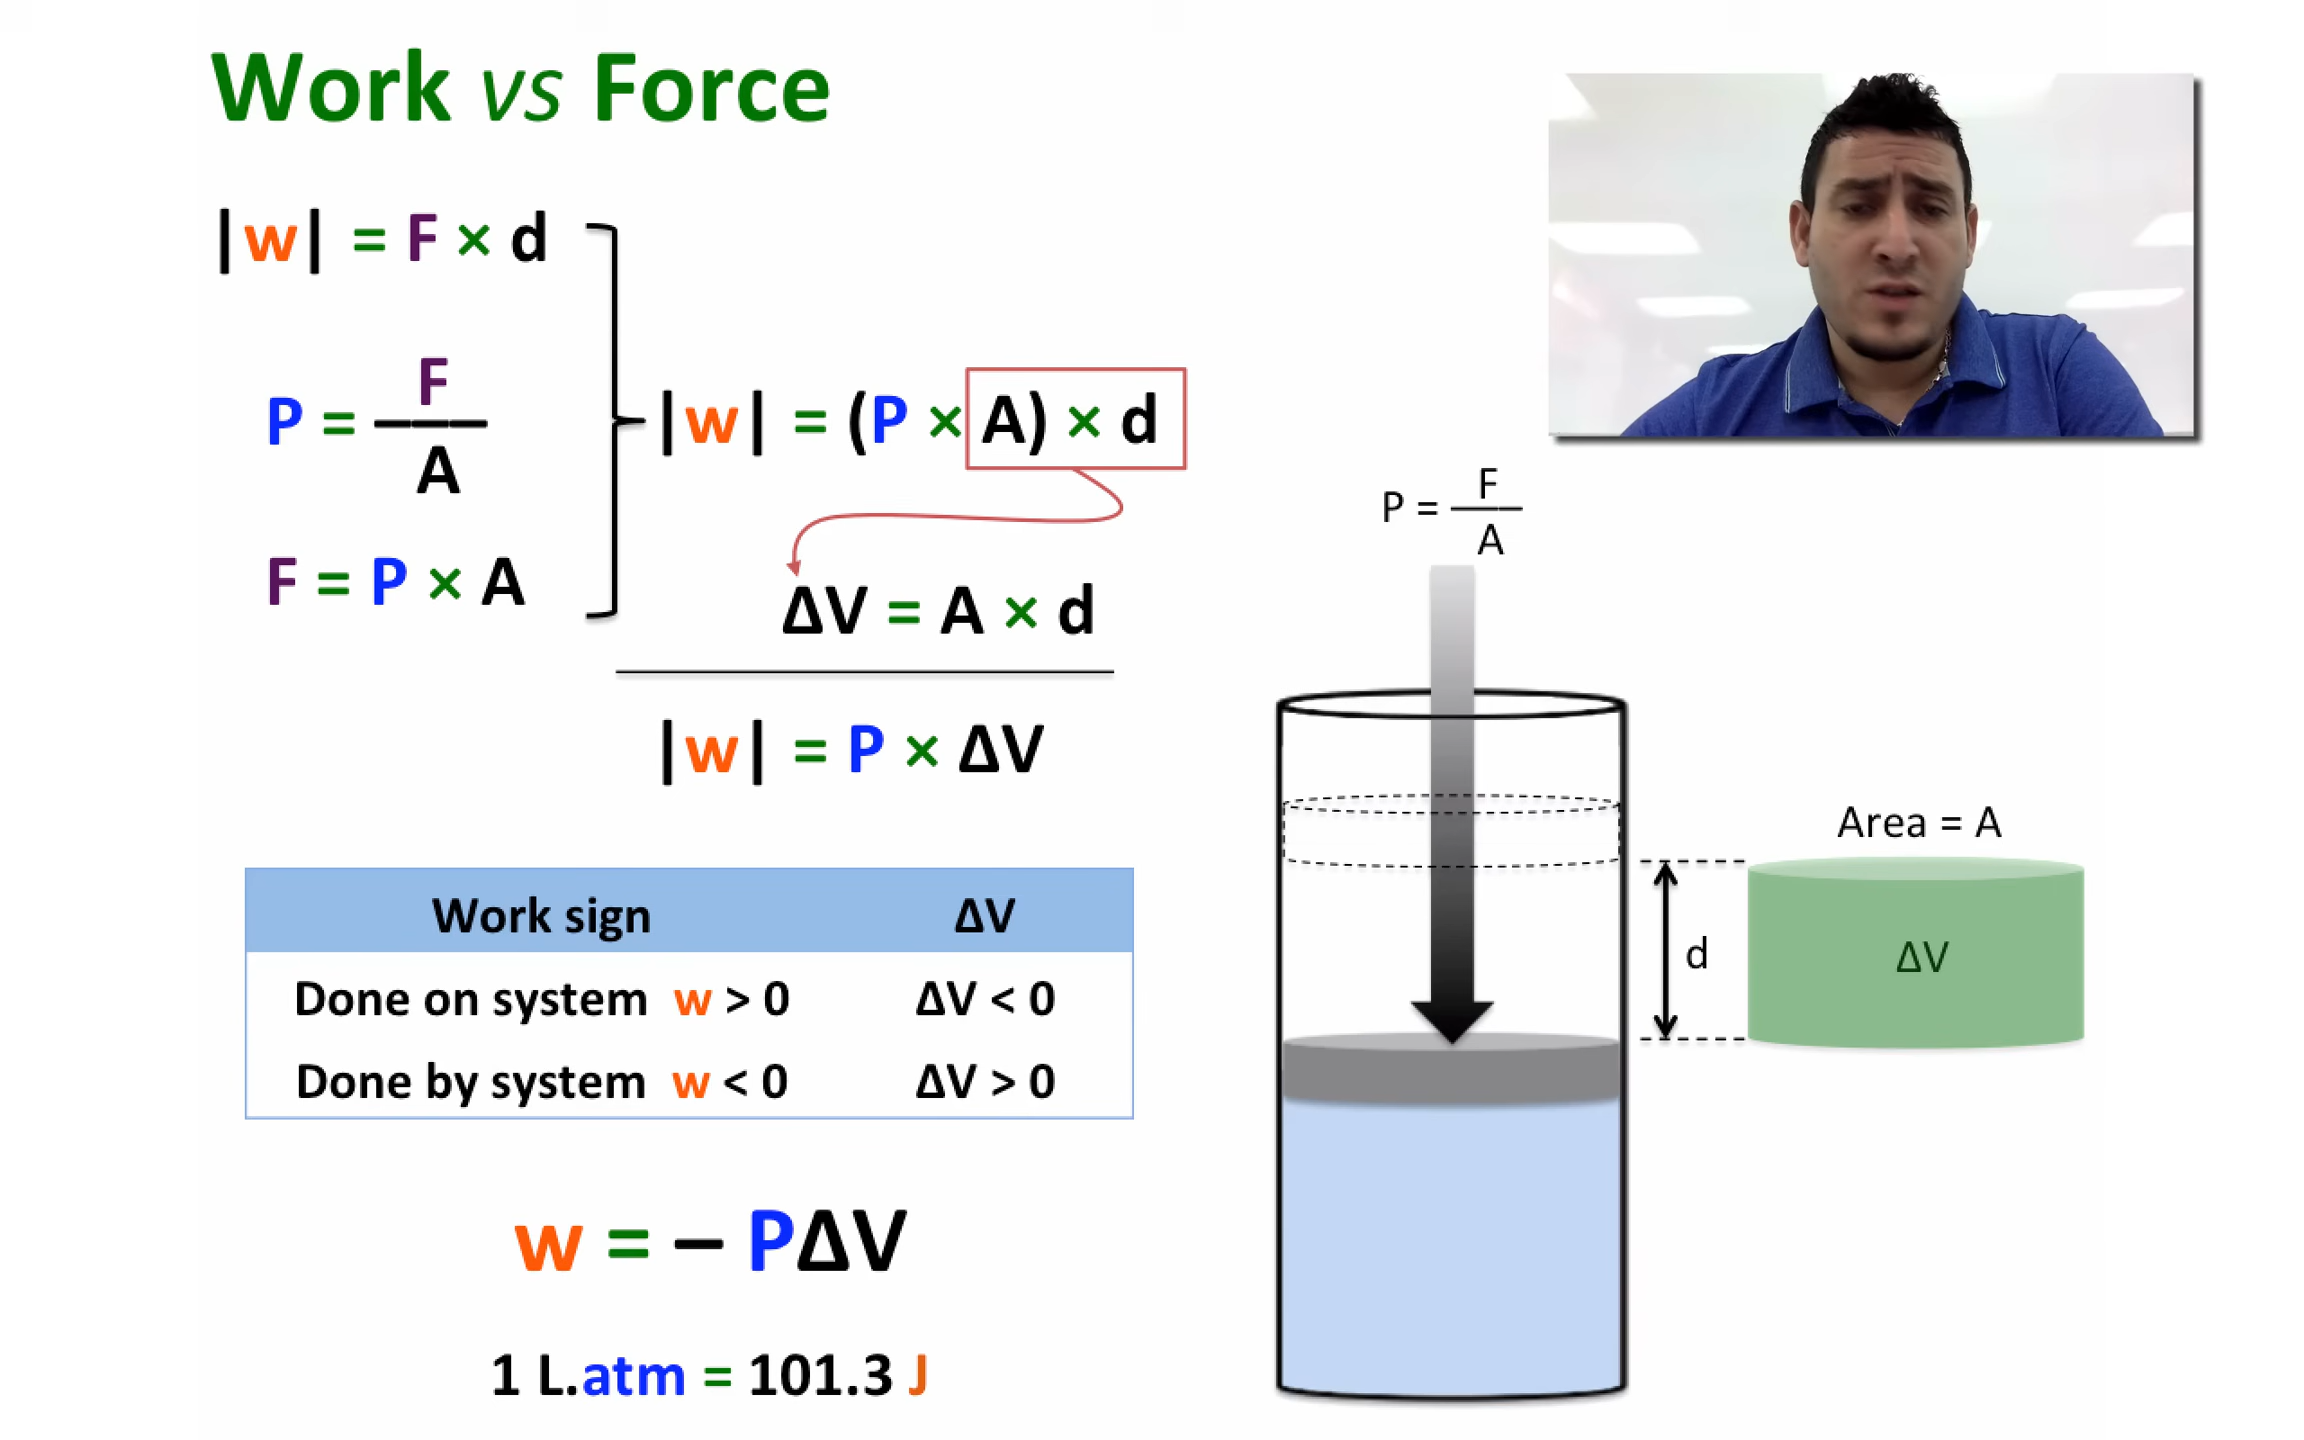 Work vs Force
|w| = F × d
P = F/A
F = P × A
|w| = (P × A) × d
ΔV = A × d
|w| = P × ΔV
Work sign ΔV
Done on system w > 0 ΔV < 0
Done by system w < 0 ΔV > 0
w = – PΔV
1 L.atm = 101.3 J
P = F/A
Area = A
d
ΔV